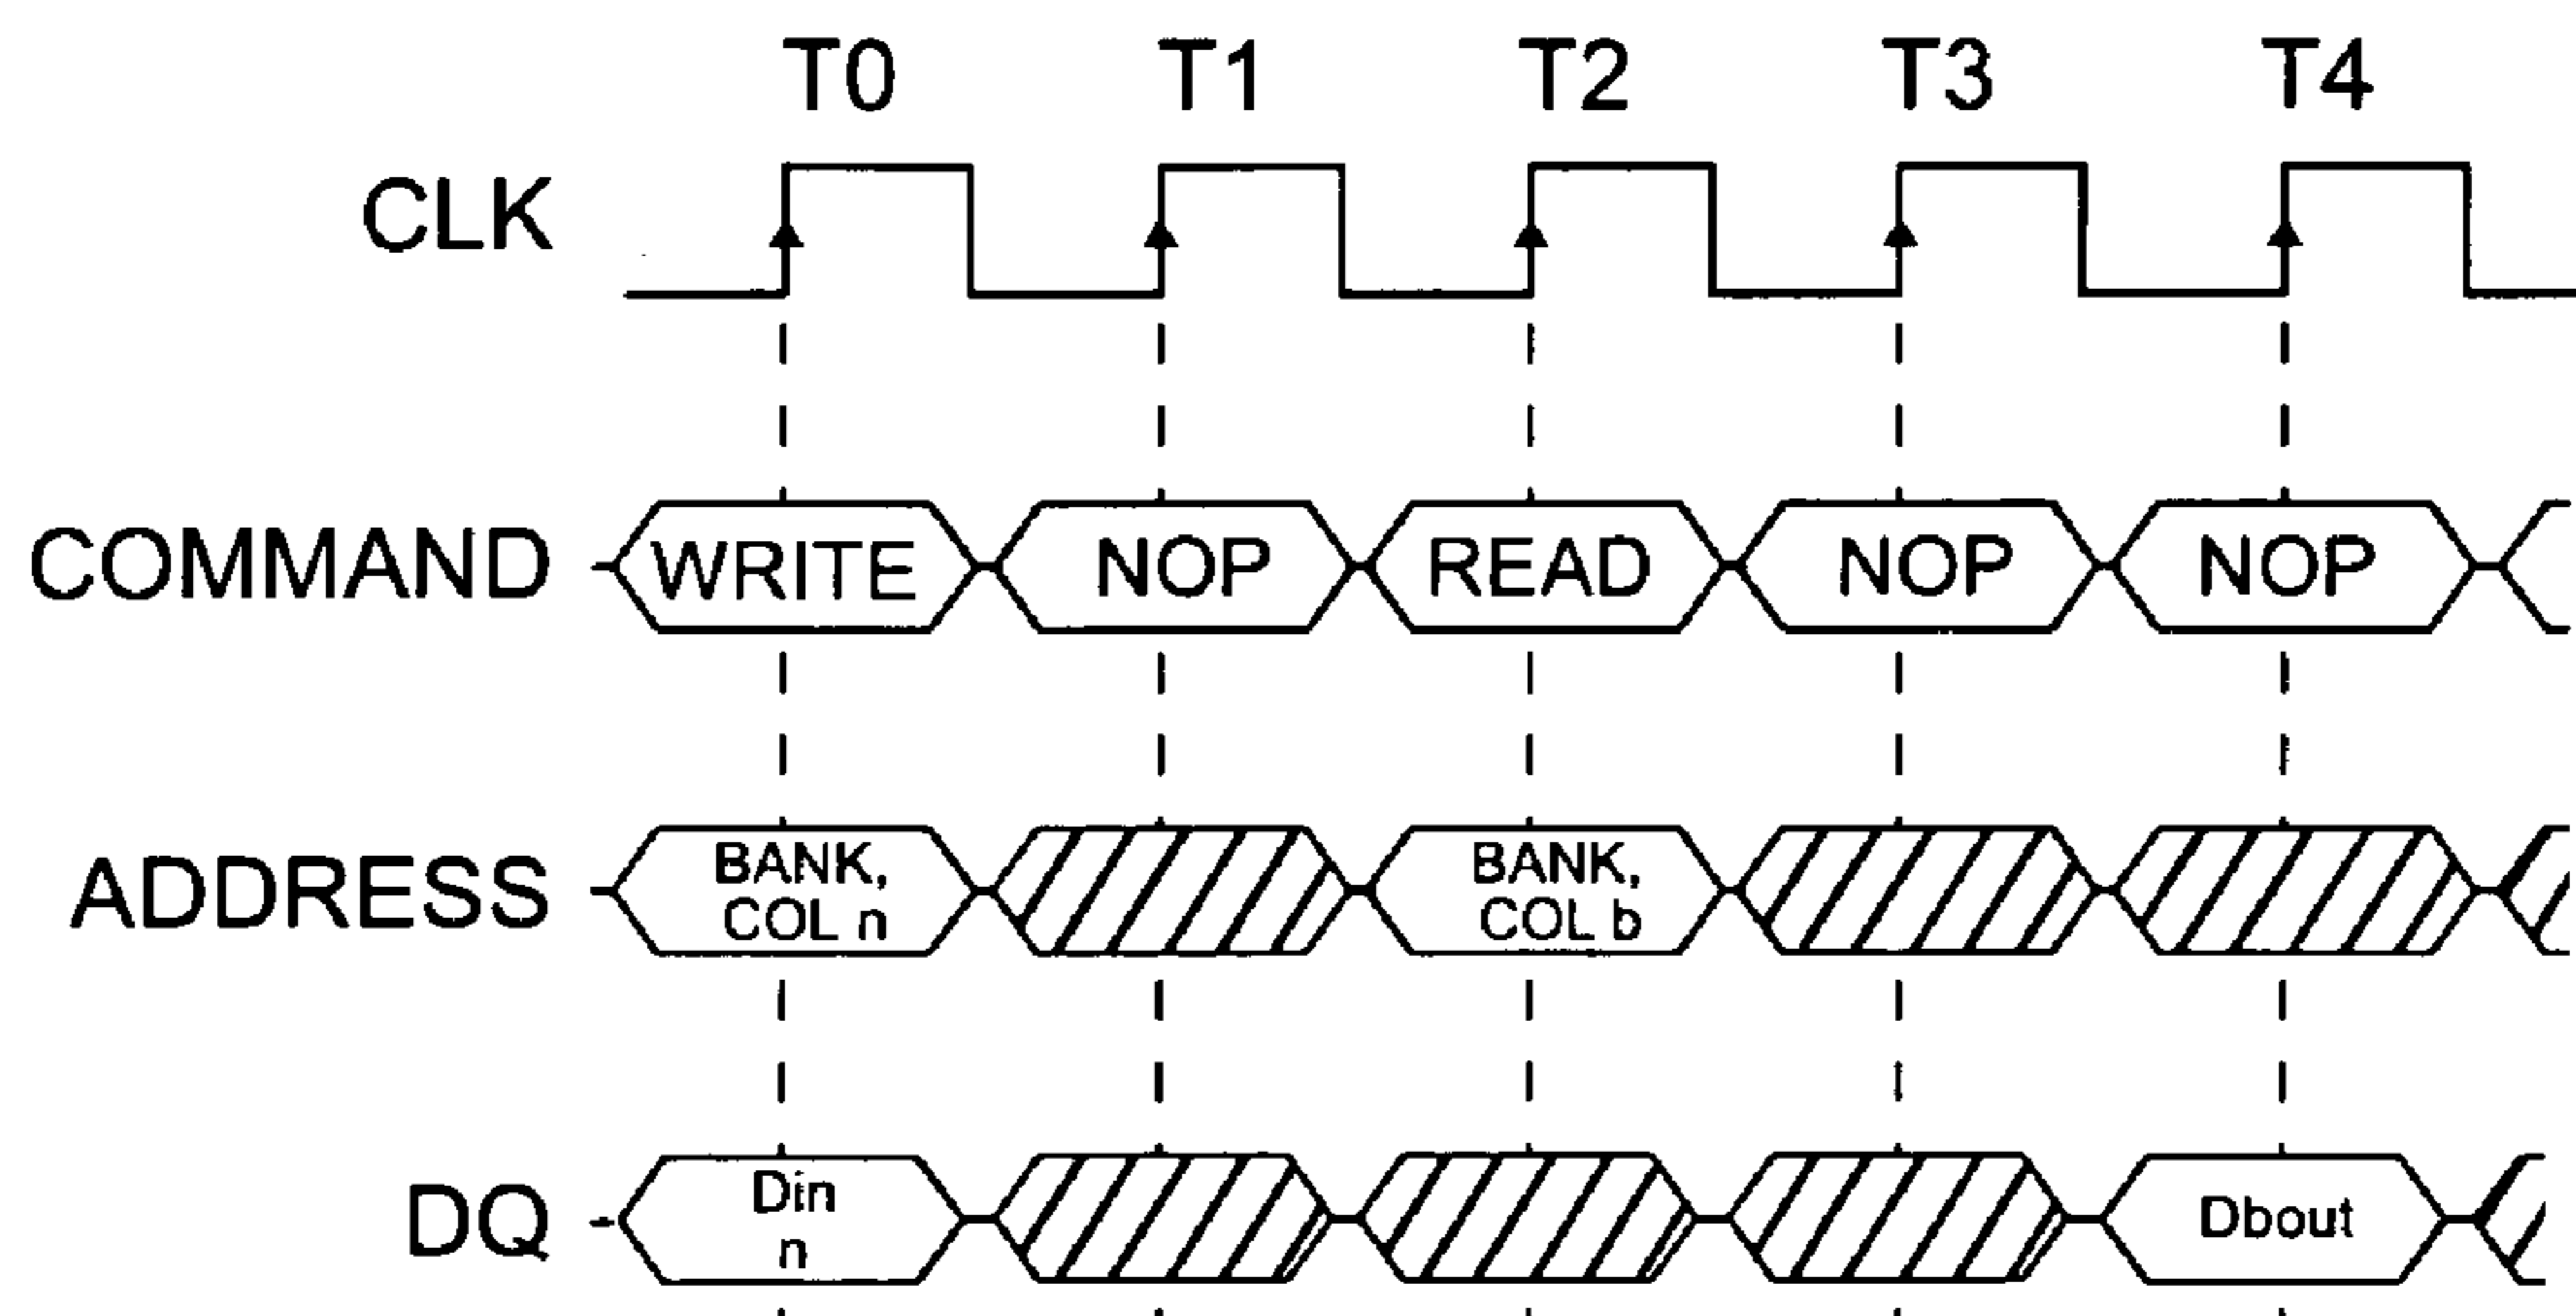 T0 T1 T2 T3 T4
CLK
COMMAND WRITE NOP READ NOP NOP
ADDRESS BANK, COL n BANK, COL b
DQ Din n Dbout